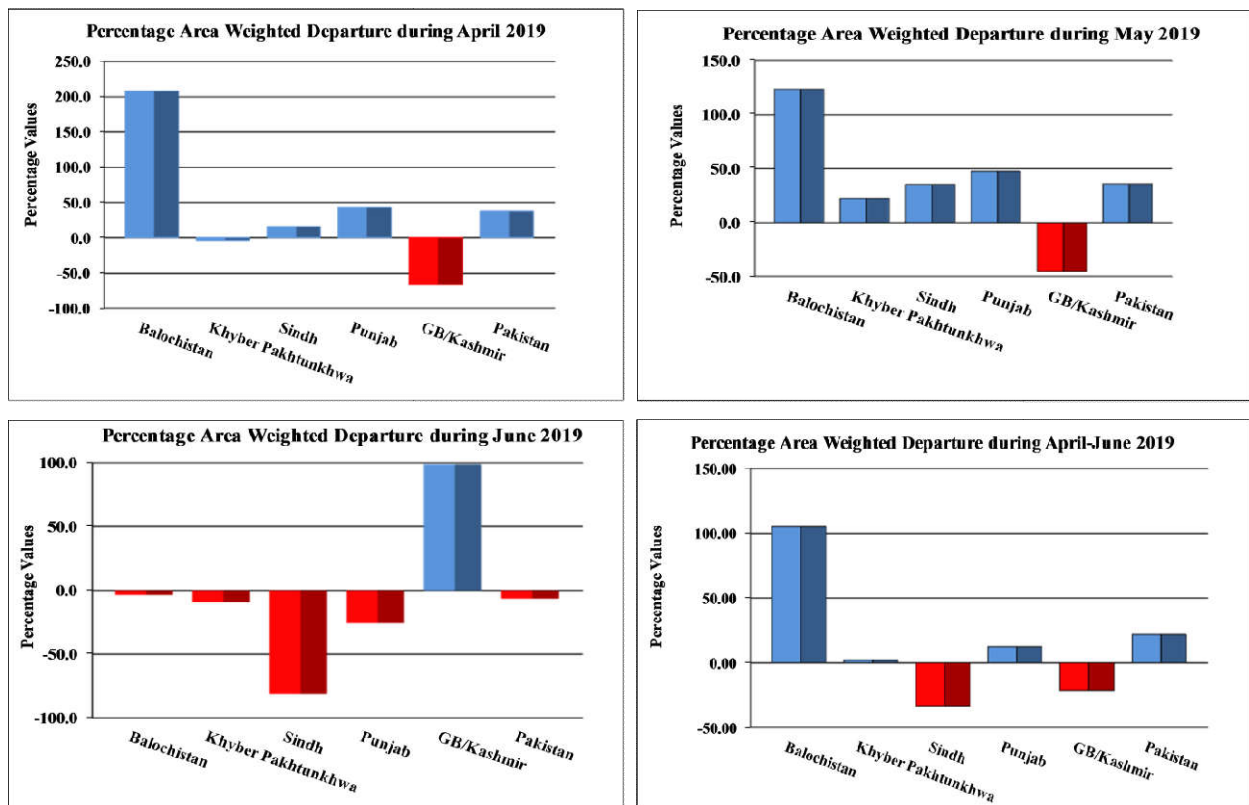 Percentage Area Weighted Departure during April 2019
Percentage Values
250.0
200.0
150.0
100.0
50.0
0.0
-50.0
-100.0
Balochistan
Khyber Pakhtunkhwa
Sindh
Punjab
GB/Kashmir
Pakistan
Percentage Area Weighted Departure during May 2019
Percentage Values
150.0
100.0
50.0
0.0
-50.0
Balochistan
Khyber Pakhtunkhwa
Sindh
Punjab
GB/Kashmir
Pakistan
Percentage Area Weighted Departure during June 2019
Percentage Values
100.0
50.0
0.0
-50.0
-100.0
Balochistan
Khyber Pakhtunkhwa
Sindh
Punjab
GB/Kashmir
Pakistan
Percentage Area Weighted Departure during April-June 2019
Percentage Values
150.00
100.00
50.00
0.00
-50.00
Balochistan
Khyber Pakhtunkhwa
Sindh
Punjab
GB/Kashmir
Pakistan